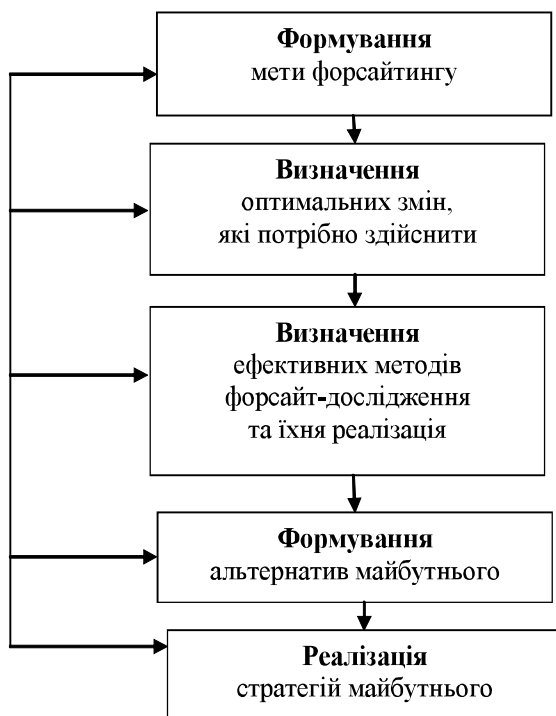 Формування
мети форсайтингу
Визначення
оптимальних змін,
які потрібно здійснити
Визначення
ефективних методів
форсайт-дослідження
та їхня реалізація
Формування
альтернатив майбутнього
Реалізація
стратегій майбутнього